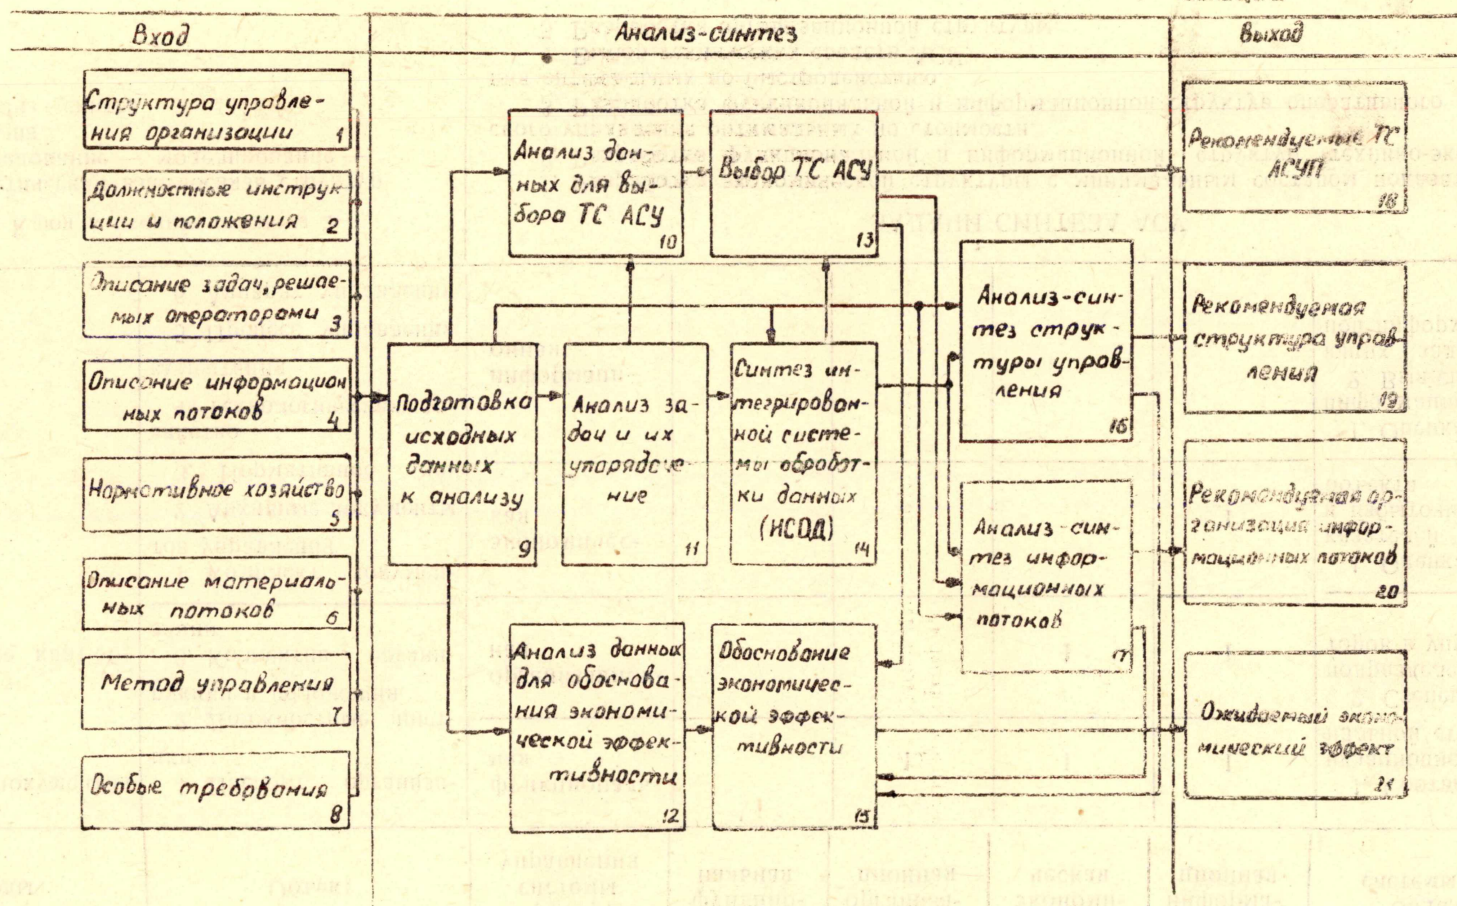 Вход
Анализ-синтез
Выход
Структура управле-
ния организации
1
Должностные инструк
ции и положения
2
Описание задач, решае-
мых операторами
3
Описание информацион
ных потоков
4
Нормативное хозяйство
5
Описание материаль-
ных потоков
6
Метод управления
7
Особые требования
8
Подготовка
исходных
данных
к анализу
9
Анализ дан-
ных для вы-
бора ТС АСУ
10
Анализ за-
дач и их
упорядоче-
ние
11
Анализ данных
для обоснова-
ния экономи-
ческой эффек-
тивности
12
Выбор ТС АСУ
13
Синтез ин-
тегрирован-
ной систе-
мы обработ-
ки данных
(ИСОД)
14
Обоснование
экономичес-
кой эффек-
тивности
15
Анализ-син-
тез струк-
туры управ-
ления
16
Анализ-син-
тез инфор-
мационных
потоков
17
Рекомендуемые ТС
АСУП
18
Рекомендуемая
структура управ-
ления
19
Рекомендуемая ор-
ганизация инфор-
мационных потоков
20
Ожидаемый эконо-
мический эффект
21